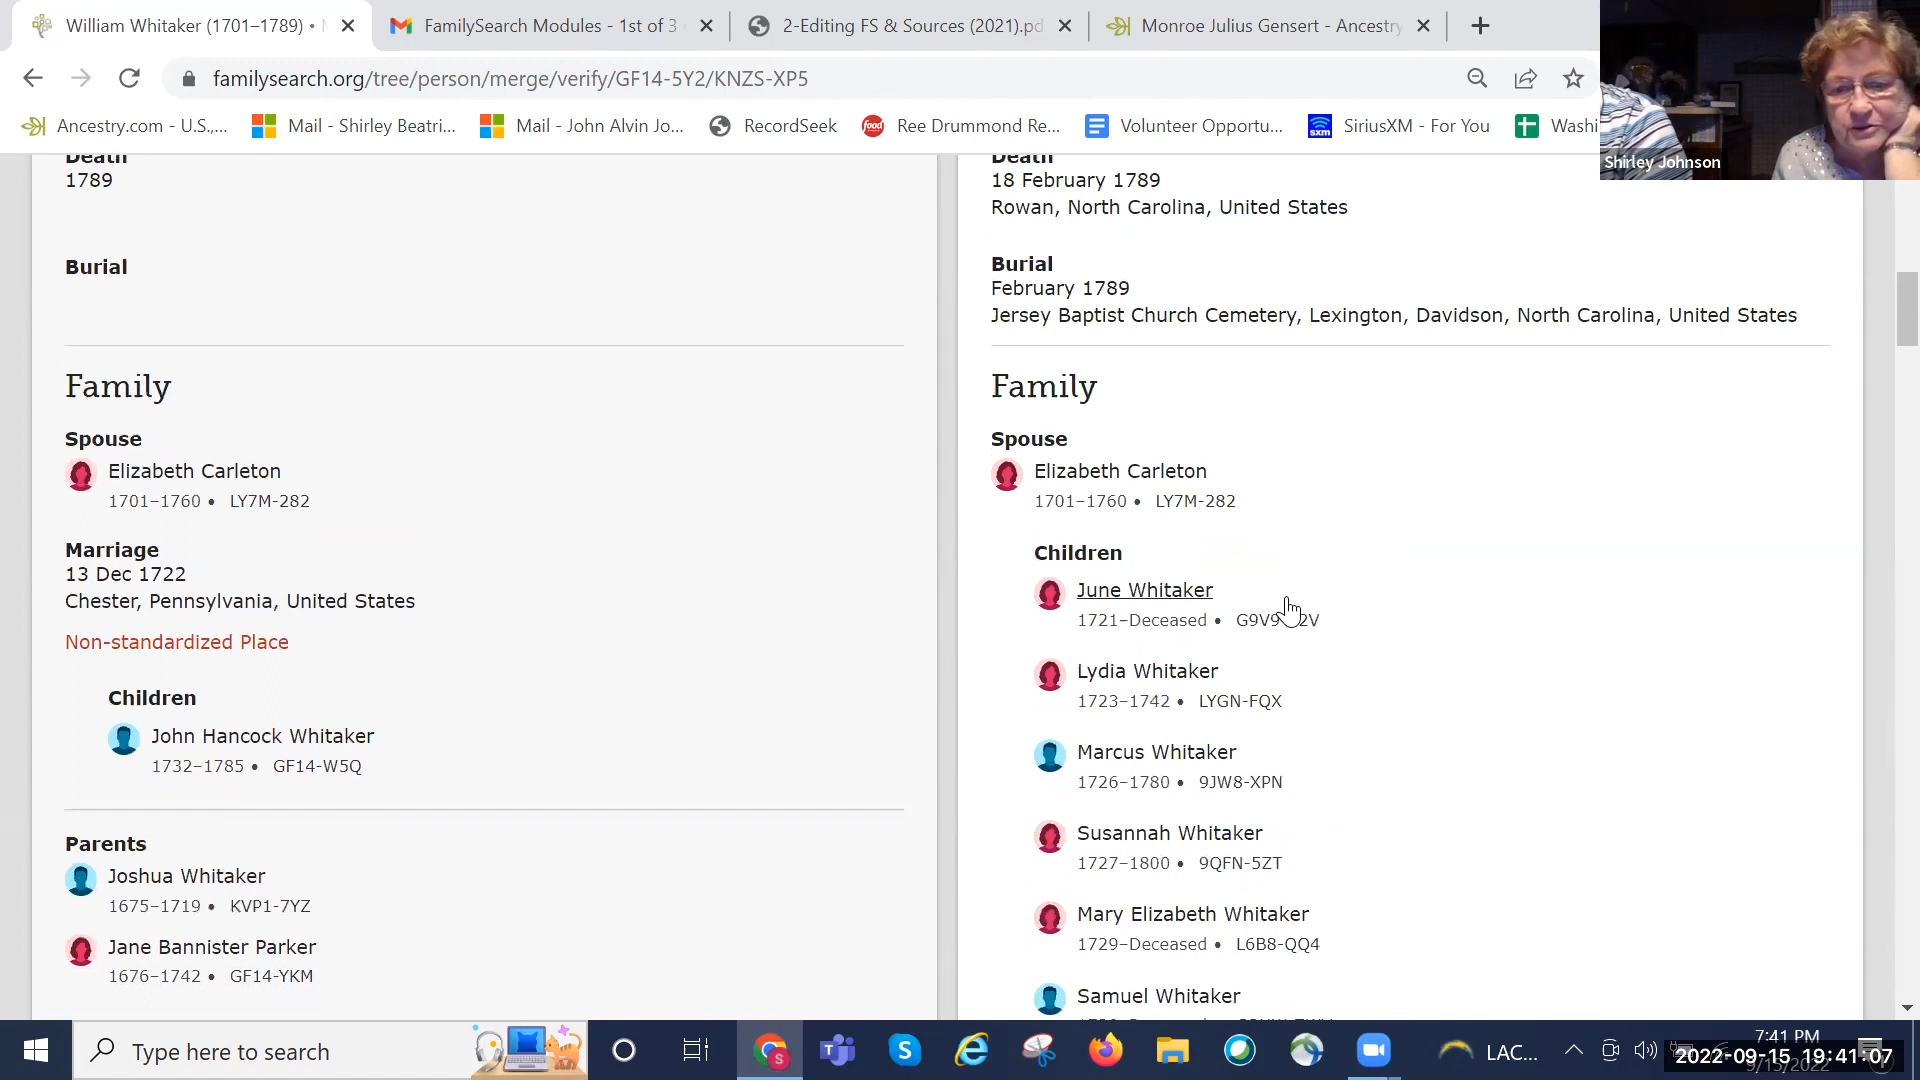 William Whitaker (1701–1789) •
FamilySearch Modules - 1st of 3
2-Editing FS & Sources (2021).pd
Monroe Julius Gensert - Ancestry
familysearch.org/tree/person/merge/verify/GF14-5Y2/KNZS-XP5
Ancestry.com - U.S.,...
Mail - Shirley Beatri...
Mail - John Alvin Jo...
RecordSeek
food
Ree Drummond Re...
Volunteer Opportu...
sxm
SiriusXM - For You
Washi
Shirley Johnson
Death
1789
Burial
Family
Spouse
Elizabeth Carleton
1701–1760 • LY7M-282
Marriage
13 Dec 1722
Chester, Pennsylvania, United States
Non-standardized Place
Children
John Hancock Whitaker
1732–1785 • GF14-W5Q
Parents
Joshua Whitaker
1675–1719 • KVP1-7YZ
Jane Bannister Parker
1676–1742 • GF14-YKM
Death
18 February 1789
Rowan, North Carolina, United States
Burial
February 1789
Jersey Baptist Church Cemetery, Lexington, Davidson, North Carolina, United States
Family
Spouse
Elizabeth Carleton
1701–1760 • LY7M-282
Children
June Whitaker
1721–Deceased •
Lydia Whitaker
1723–1742 • LYGN-FQX
Marcus Whitaker
1726–1780 • 9JW8-XPN
Susannah Whitaker
1727–1800 • 9QFN-5ZT
Mary Elizabeth Whitaker
1729–Deceased • L6B8-QQ4
Samuel Whitaker
Type here to search
LAC...
7:41 PM
9/15/2022
2022-09-15 19:41:07